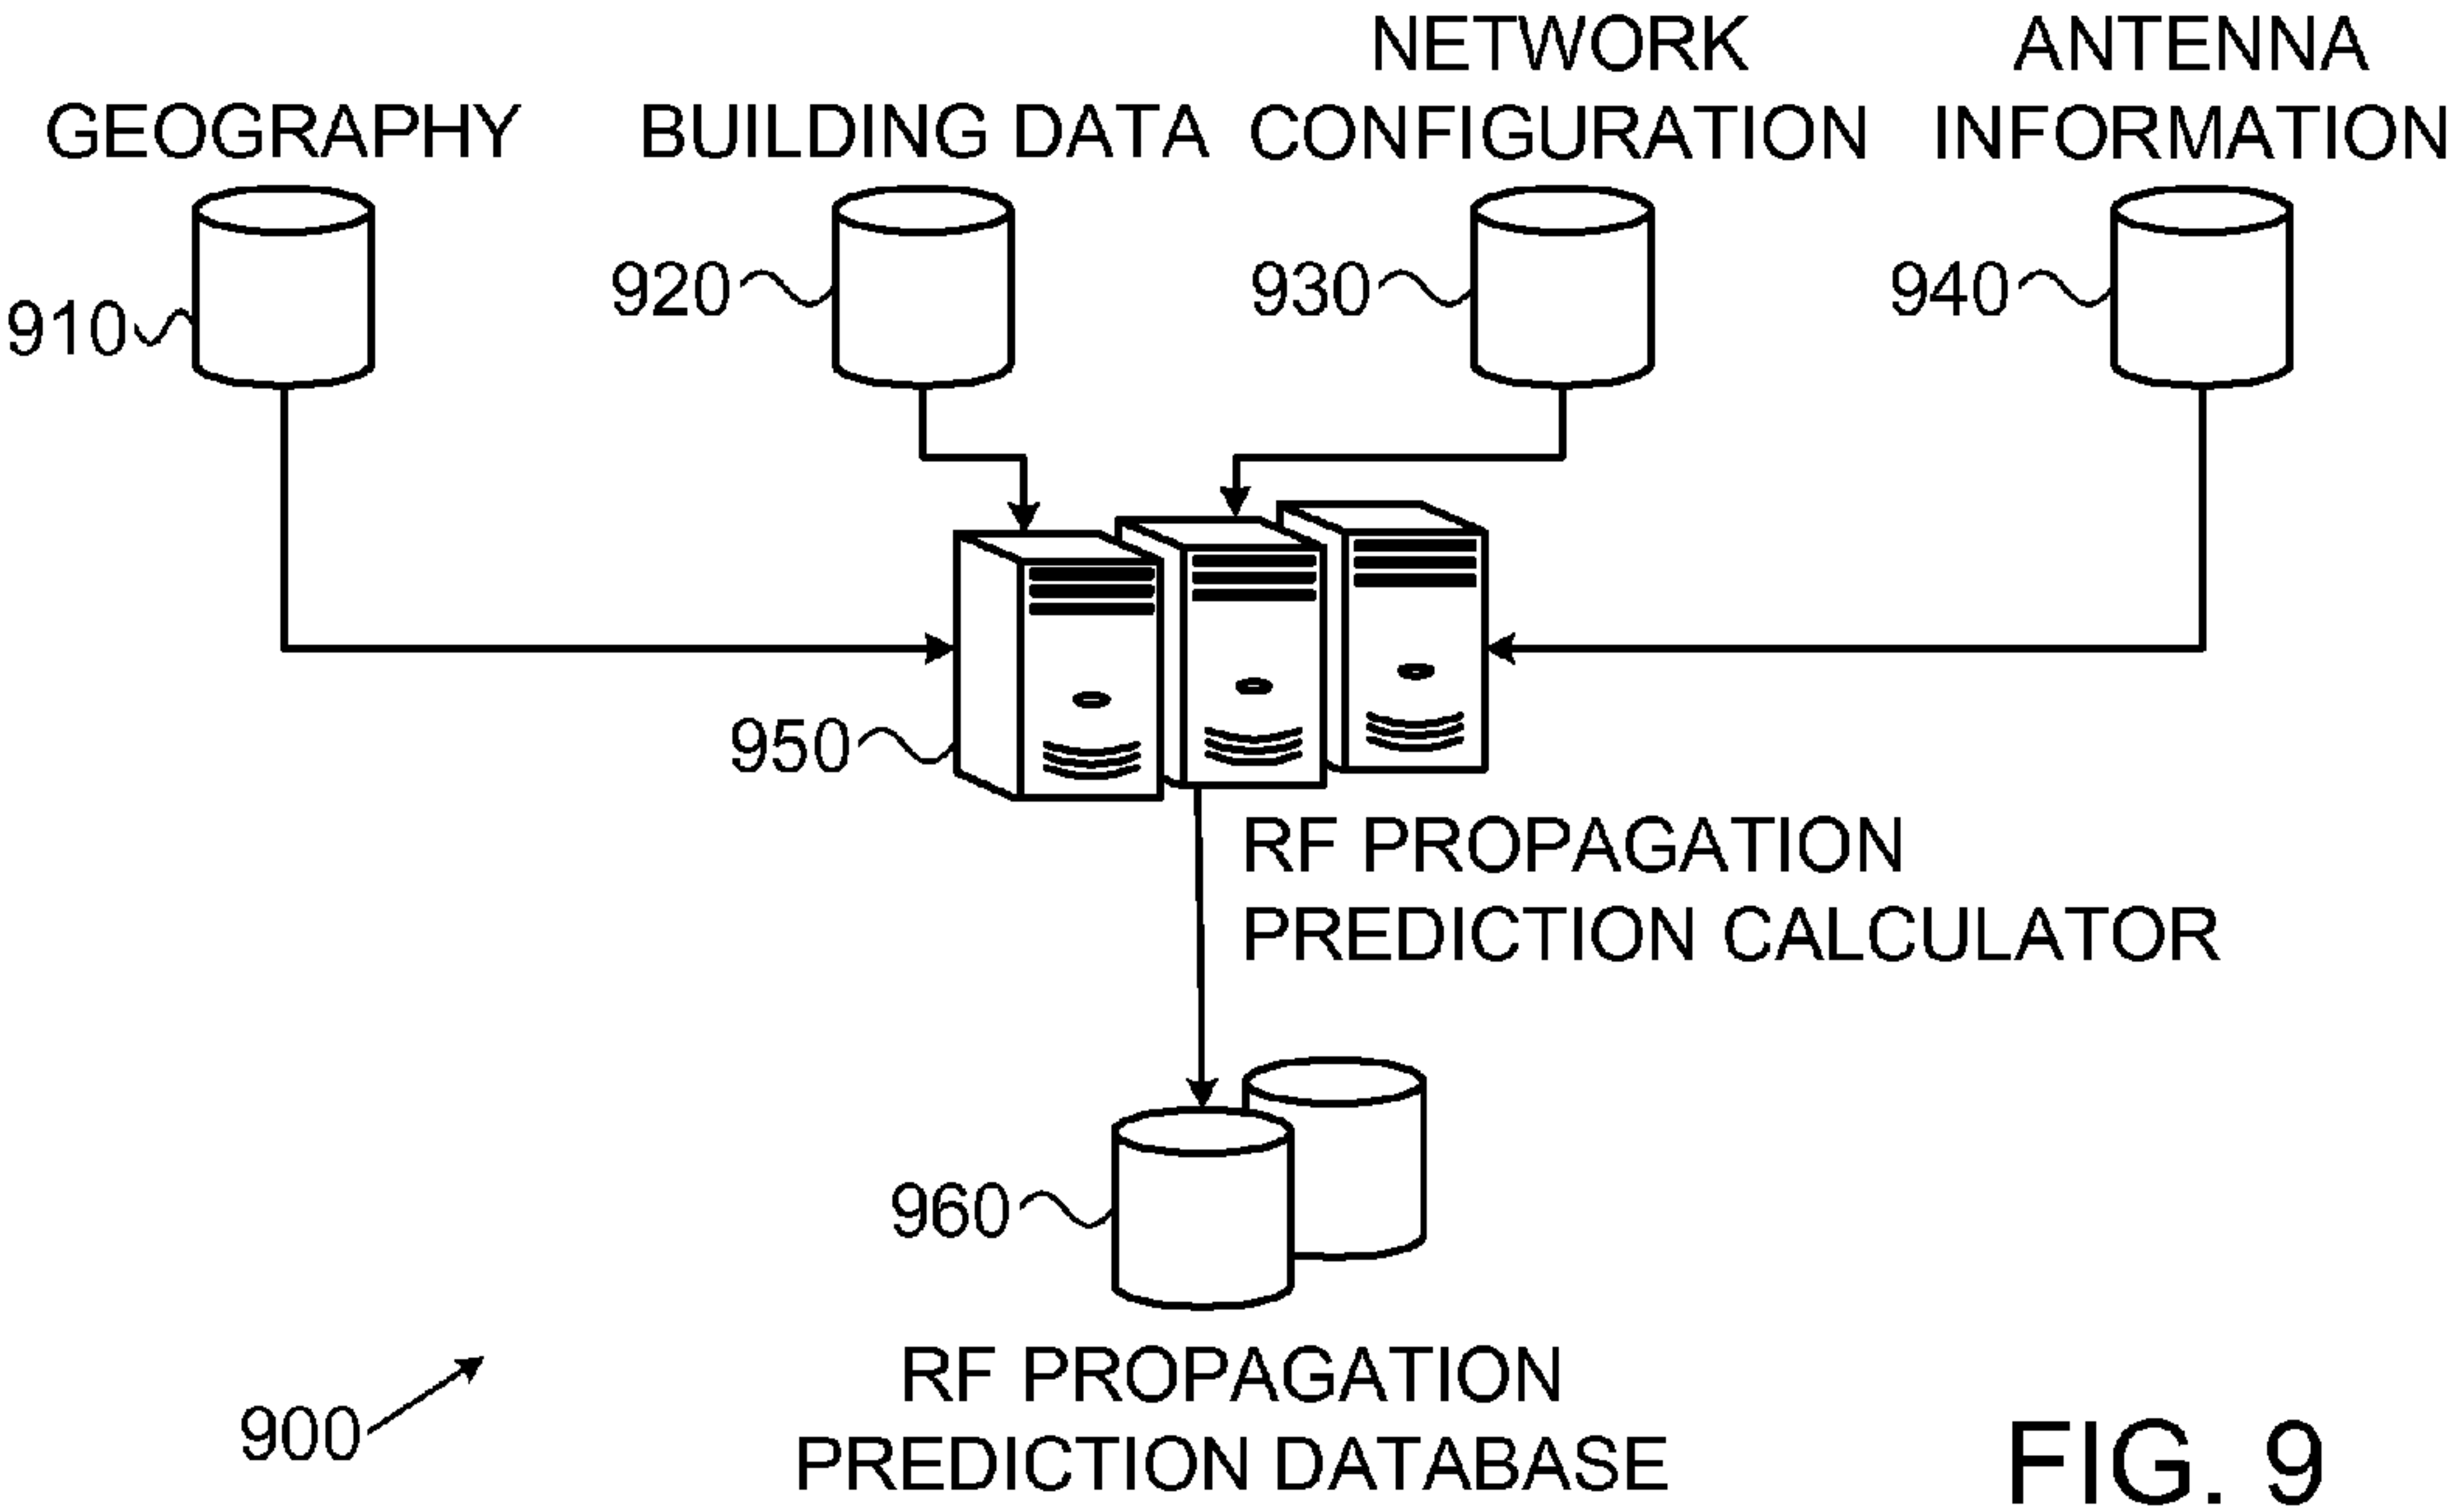 NETWORK
ANTENNA
GEOGRAPHY
BUILDING DATA
CONFIGURATION
INFORMATION
910
920
930
940
950
RF PROPAGATION
PREDICTION CALCULATOR
960
RF PROPAGATION
PREDICTION DATABASE
900
FIG. 9